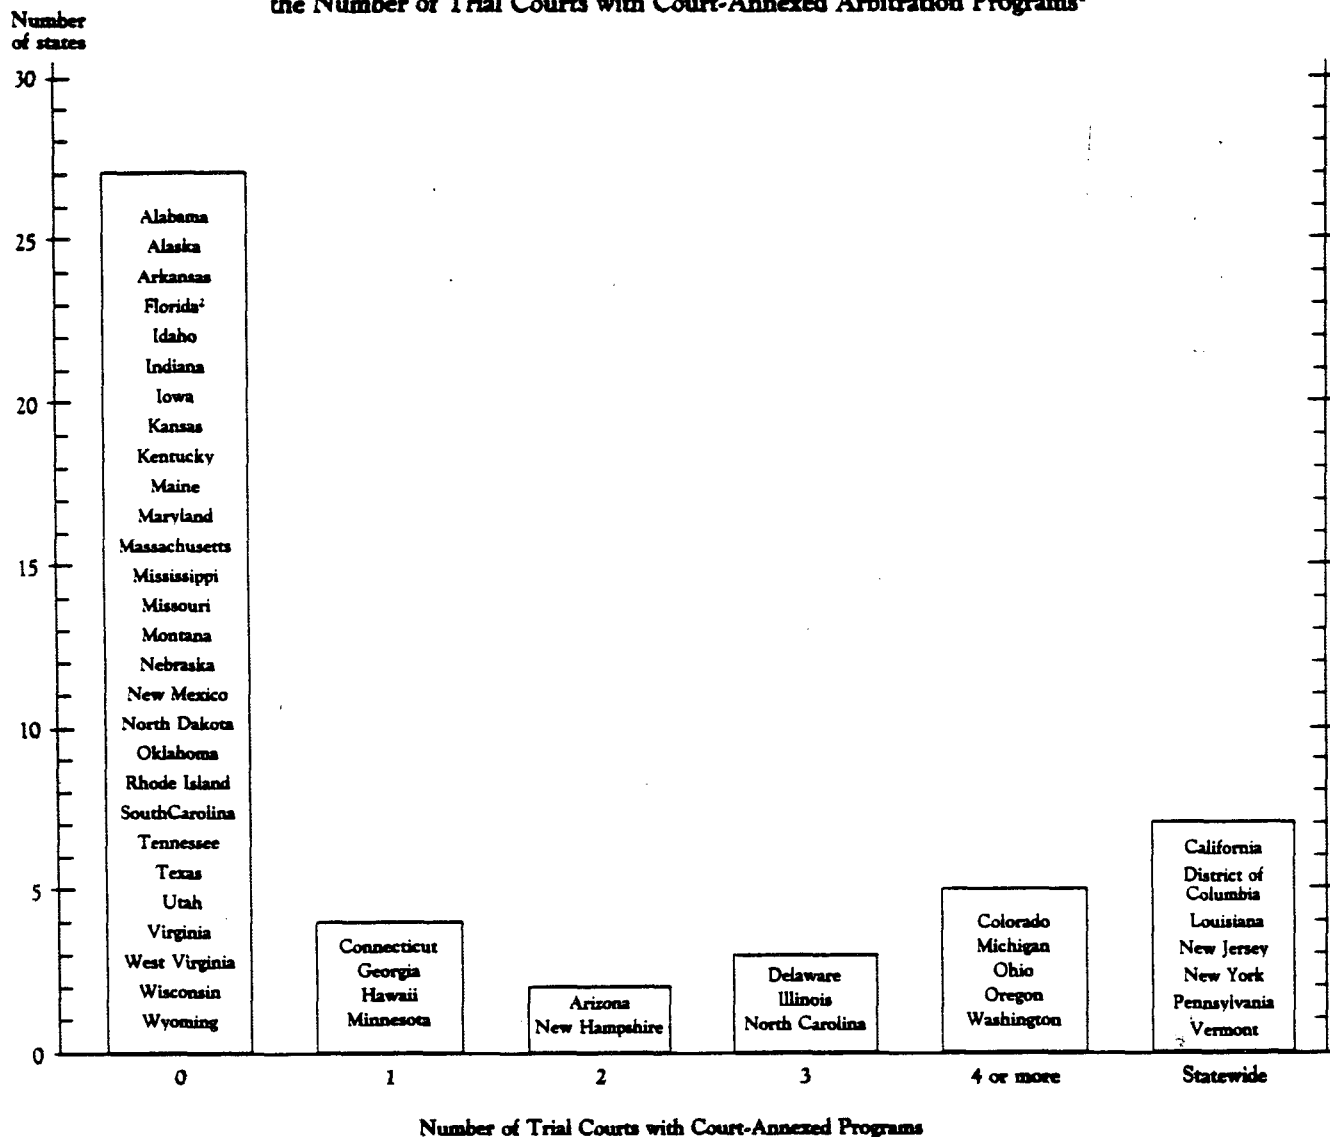 the Number of Trial Courts with Court-Annexed Arbitration Programs¹
Number
of states
30
25
20
15
10
5
0
Alabama
Alaska
Arkansas
Florida²
Idaho
Indiana
Iowa
Kansas
Kentucky
Maine
Maryland
Massachusetts
Mississippi
Missouri
Montana
Nebraska
New Mexico
North Dakota
Oklahoma
Rhode Island
SouthCarolina
Tennessee
Texas
Utah
Virginia
West Virginia
Wisconsin
Wyoming
Connecticut
Georgia
Hawaii
Minnesota
Arizona
New Hampshire
Delaware
Illinois
North Carolina
Colorado
Michigan
Ohio
Oregon
Washington
California
District of
Columbia
Louisiana
New Jersey
New York
Pennsylvania
Vermont
0 1 2 3 4 or more Statewide
Number of Trial Courts with Court-Annexed Programs